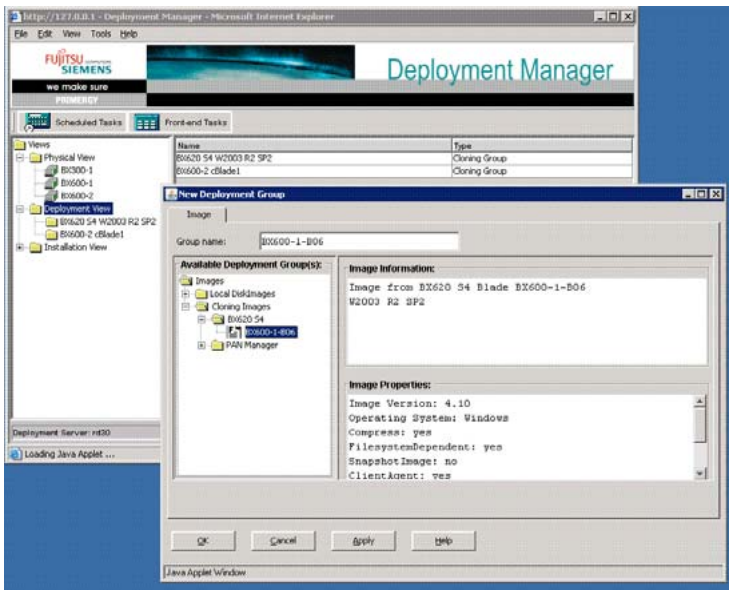 http://127.0.0.1 - Deployment Manager - Microsoft Internet Explorer
File Edit View Tools Help
FUJITSU COMPUTERS
SIEMENS
we make sure
PRIMERGY
Deployment Manager
Scheduled Tasks Front-end Tasks
Views
Physical View
BX300-1
BX600-1
BX600-2
Deployment View
BX620 S4 W2003 R2 SP2
BX600-2 cBlade1
Installation View
Name Type
BX620 S4 W2003 R2 SP2 Cloning Group
BX600-2 cBlade1 Cloning Group
Deployment Server: rd30
Loading Java Applet ...
New Deployment Group
Image
Group name: BX600-1-B06
Available Deployment Group(s):
Images
Local DiskImages
Cloning Images
BX620 S4
BX600-1-B06
PAN Manager
Image Information:
Image from BX620 S4 Blade BX600-1-B06
W2003 R2 SP2
Image Properties:
Image Version: 4.10
Operating System: Windows
Compress: yes
FilesystemDependent: yes
SnapshotImage: no
ClientAgent: yes
OK Cancel Apply Help
Java Applet Window